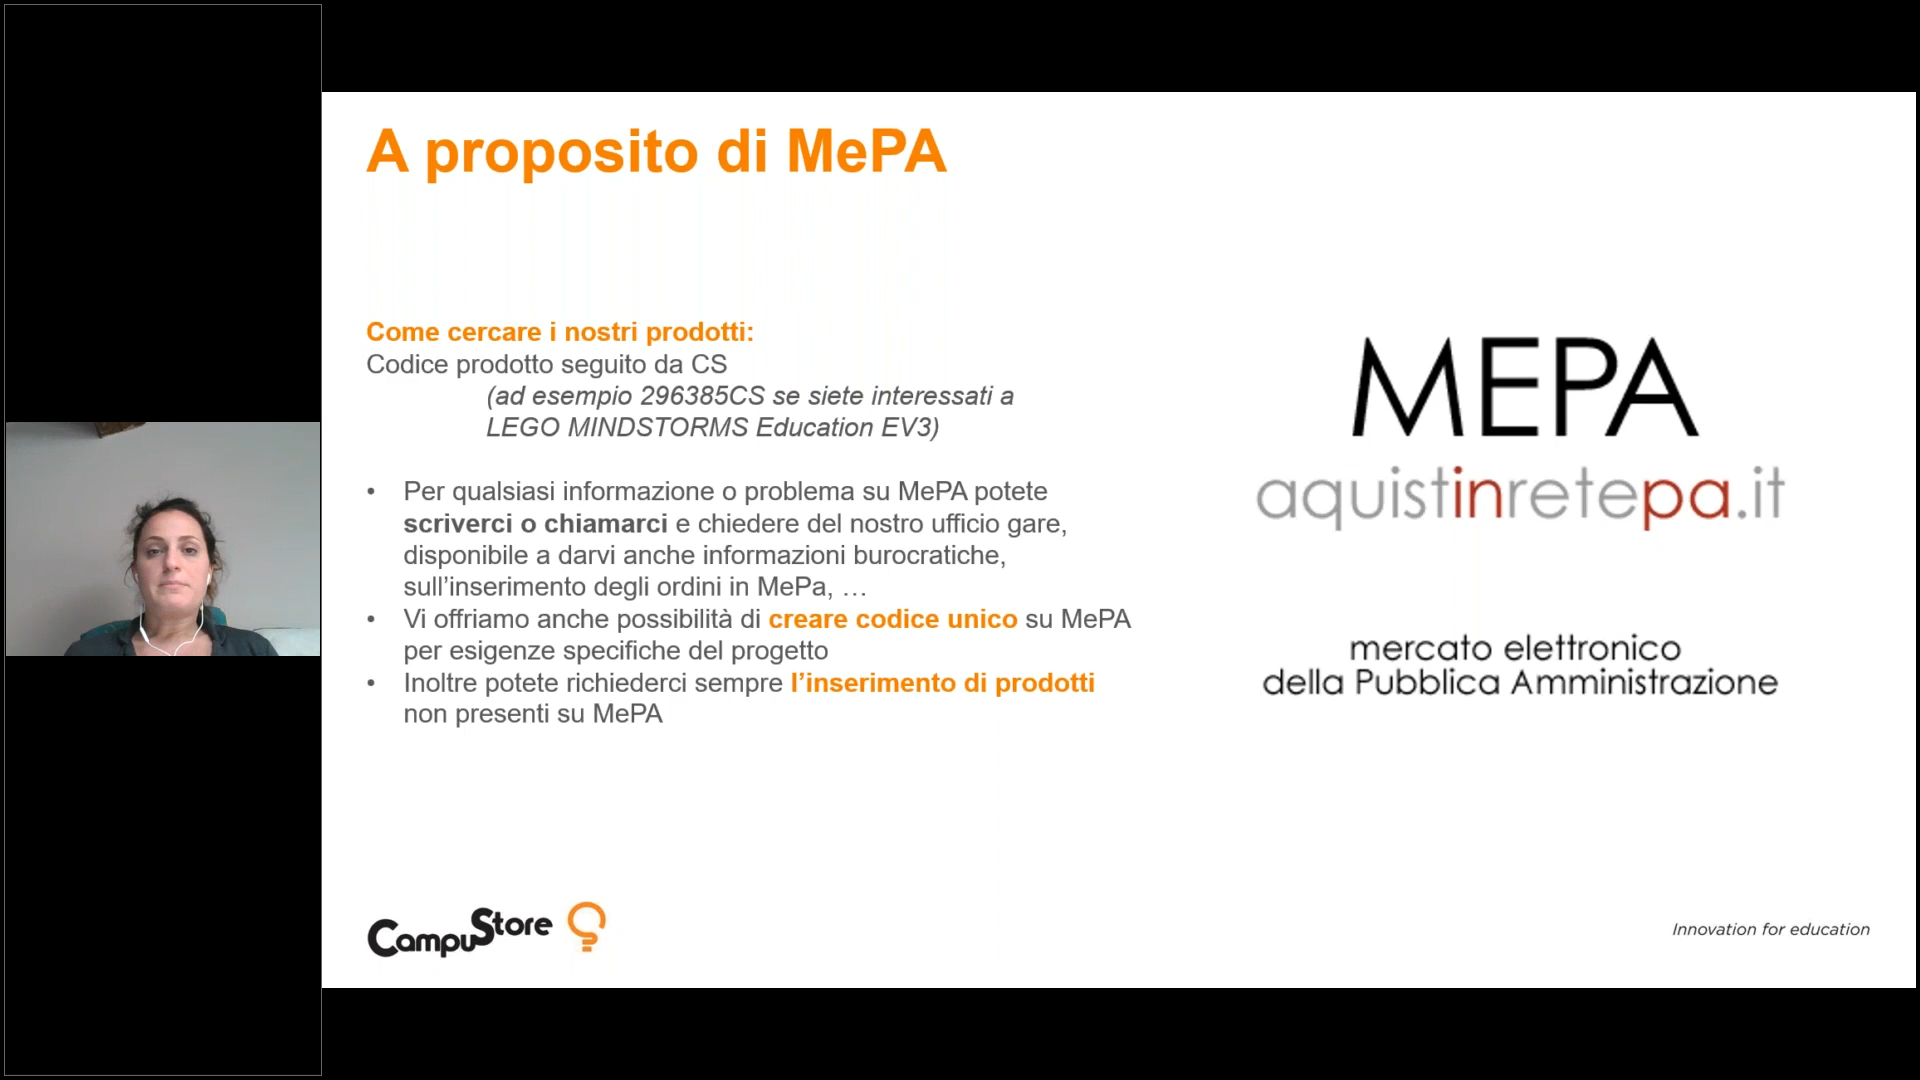 A proposito di MePA
Come cercare i nostri prodotti:
Codice prodotto seguito da CS
(ad esempio 296385CS se siete interessati a
LEGO MINDSTORMS Education EV3)
• Per qualsiasi informazione o problema su MePA potete
scriverci o chiamarci e chiedere del nostro ufficio gare,
disponibile a darvi anche informazioni burocratiche,
sull’inserimento degli ordini in MePa, …
• Vi offriamo anche possibilità di creare codice unico su MePA
per esigenze specifiche del progetto
• Inoltre potete richiederci sempre l’inserimento di prodotti
non presenti su MePA
MEPA
aquistinretepa.it
mercato elettronico
della Pubblica Amministrazione
CampuStore
Innovation for education